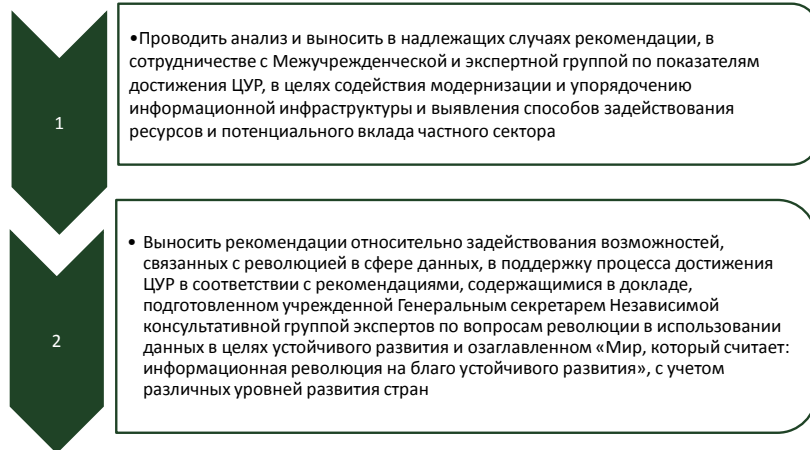 1
•Проводить анализ и выносить в надлежащих случаях рекомендации, в
сотрудничестве с Межучрежденческой и экспертной группой по показателям
достижения ЦУР, в целях содействия модернизации и упорядочению
информационной инфраструктуры и выявления способов задействования
ресурсов и потенциального вклада частного сектора
2
• Выносить рекомендации относительно задействования возможностей,
связанных с революцией в сфере данных, в поддержку процесса достижения
ЦУР в соответствии с рекомендациями, содержащимися в докладе,
подготовленном учрежденной Генеральным секретарем Независимой
консультативной группой экспертов по вопросам революции в использовании
данных в целях устойчивого развития и озаглавленном «Мир, который считает:
информационная революция на благо устойчивого развития», с учетом
различных уровней развития стран